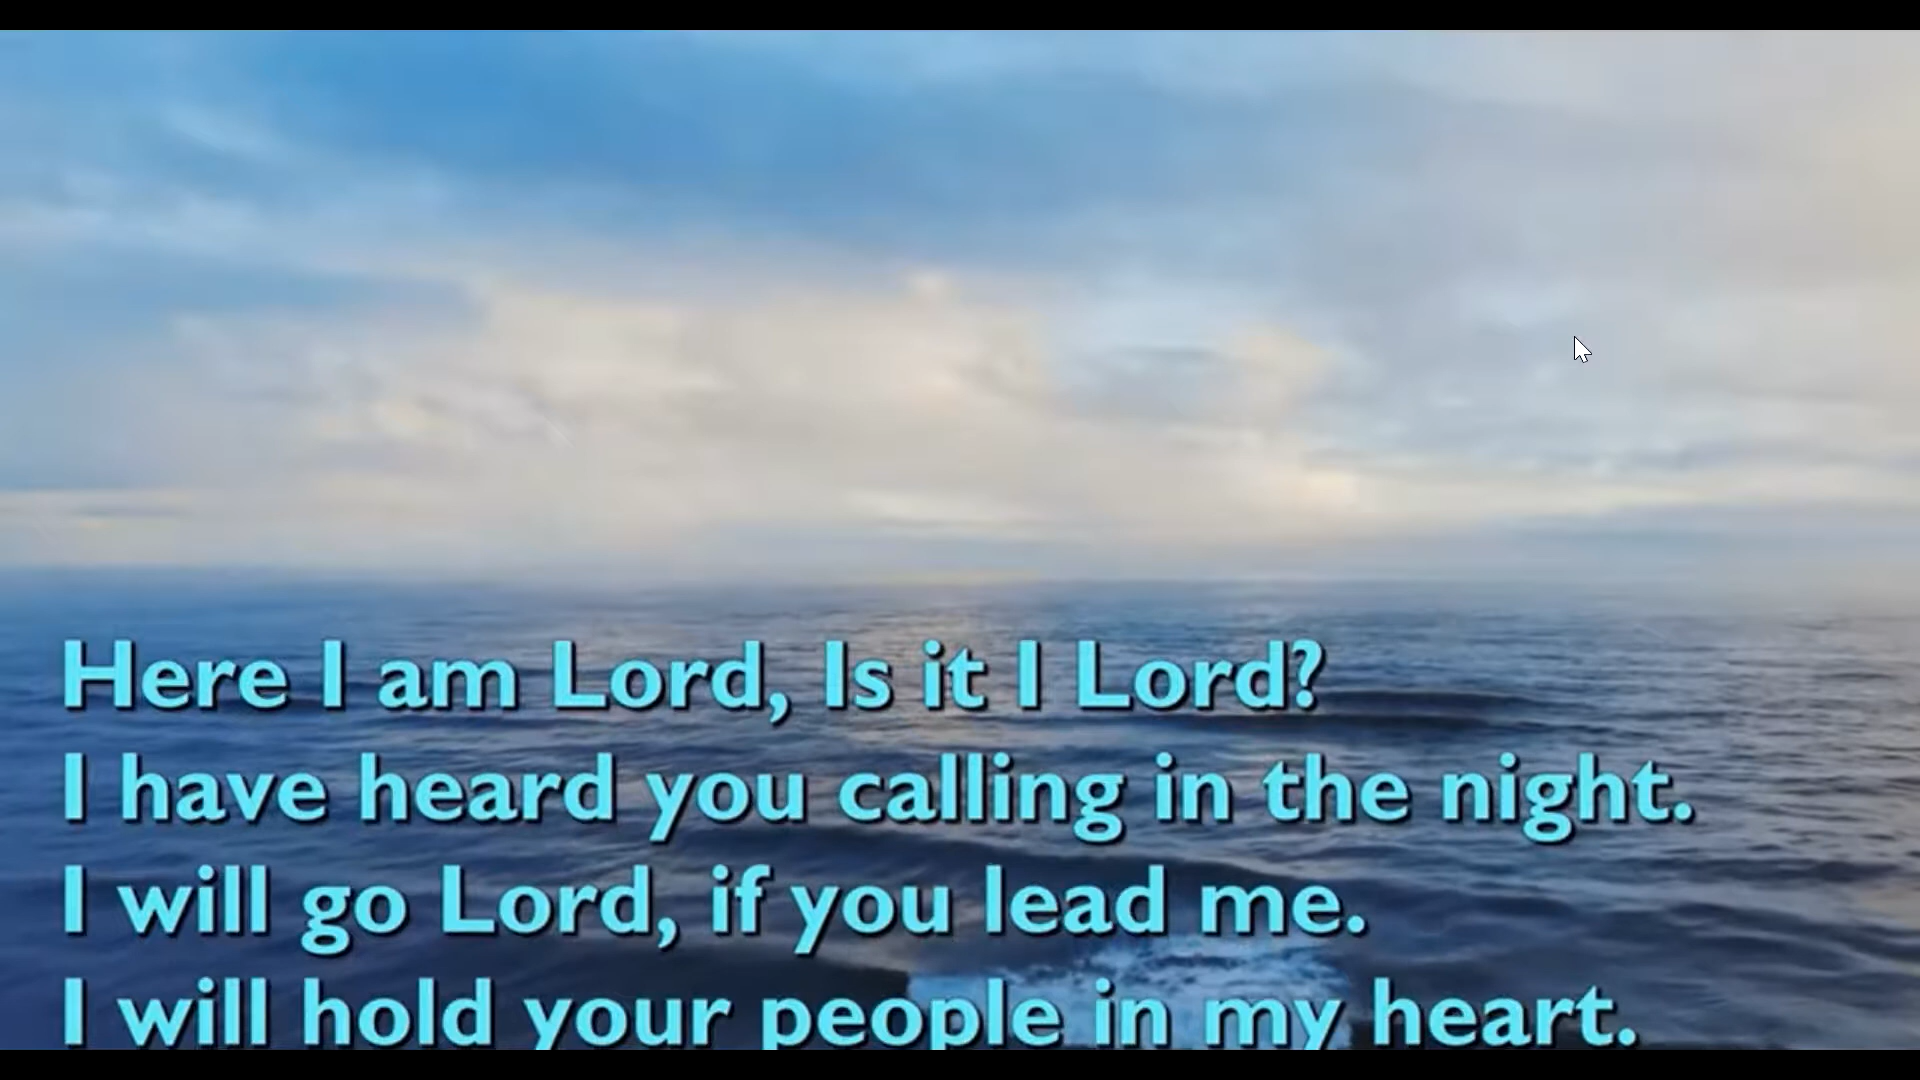 Here I am Lord, Is it I Lord?
I have heard you calling in the night.
I will go Lord, if you lead me.
I will hold your people in my heart.